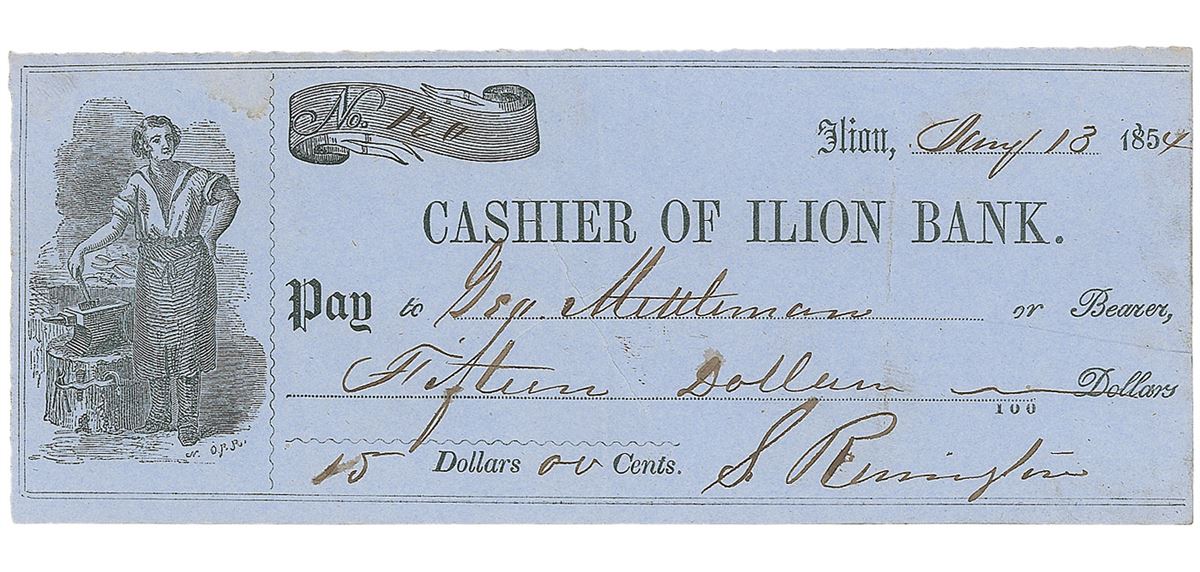 No. 120
Ilion, Aug 13 1854
CASHIER OF ILION BANK.
Pay to Geo. Mettleman or Bearer,
Fifteen Dollars Dollars
100
15 Dollars 00 Cents. S. Remington
N. O.P.R.